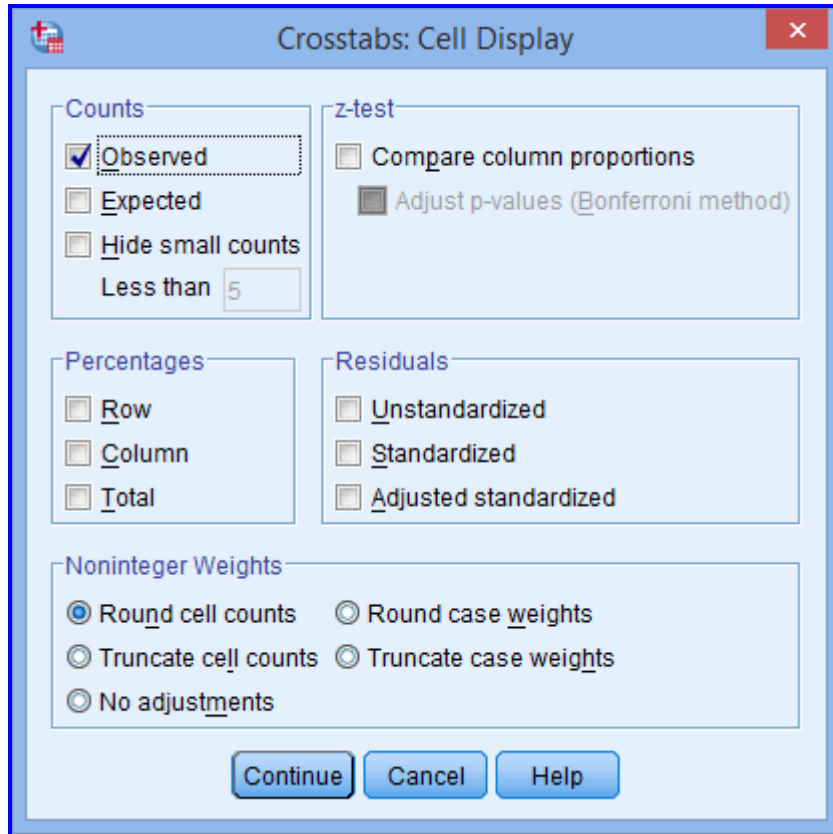 Crosstabs: Cell Display
Counts
Observed
Expected
Hide small counts
Less than 5
z-test
Compare column proportions
Adjust p-values (Bonferroni method)
Percentages
Row
Column
Total
Residuals
Unstandardized
Standardized
Adjusted standardized
Noninteger Weights
Round cell counts
Round case weights
Truncate cell counts
Truncate case weights
No adjustments
Continue
Cancel
Help